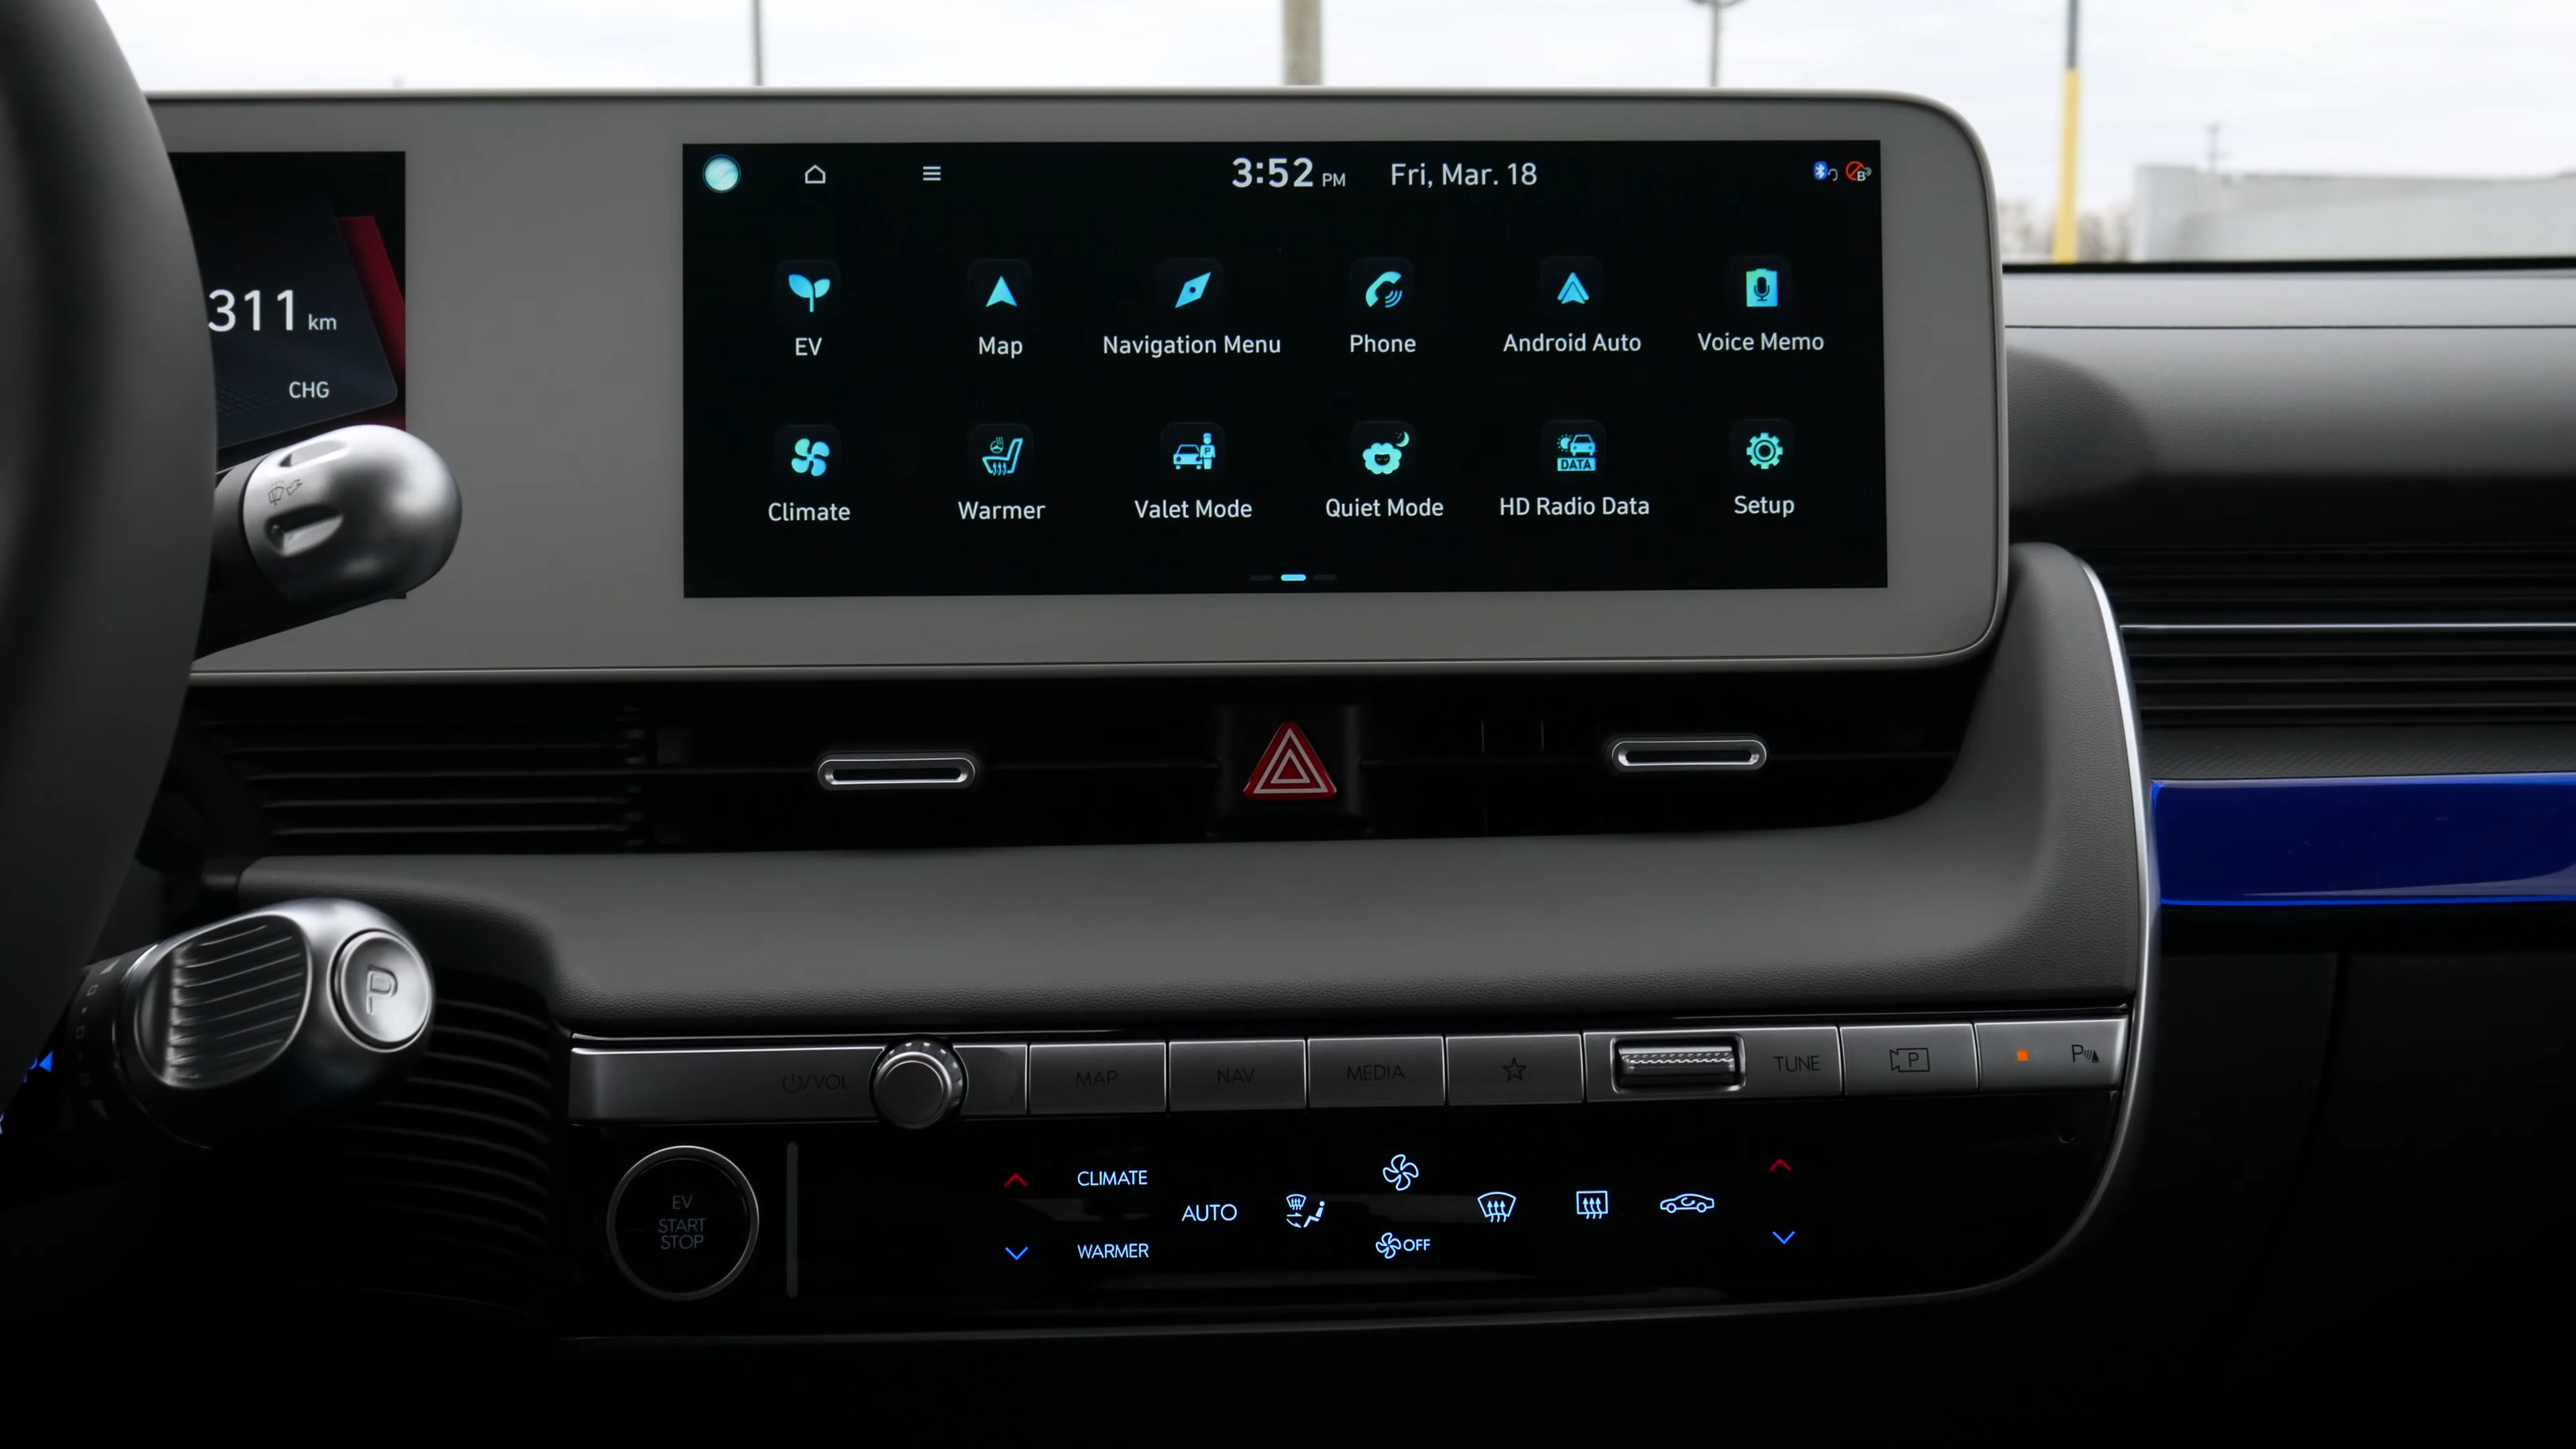 3:52 PM Fri, Mar. 18
311 km
CHG
EV Map Navigation Menu Phone Android Auto Voice Memo
Climate Warmer Valet Mode Quiet Mode HD Radio Data Setup
P
DATA
P
/VOL MAP NAV MEDIA TUNE P P
EV
START
STOP
CLIMATE
AUTO
WARMER
OFF